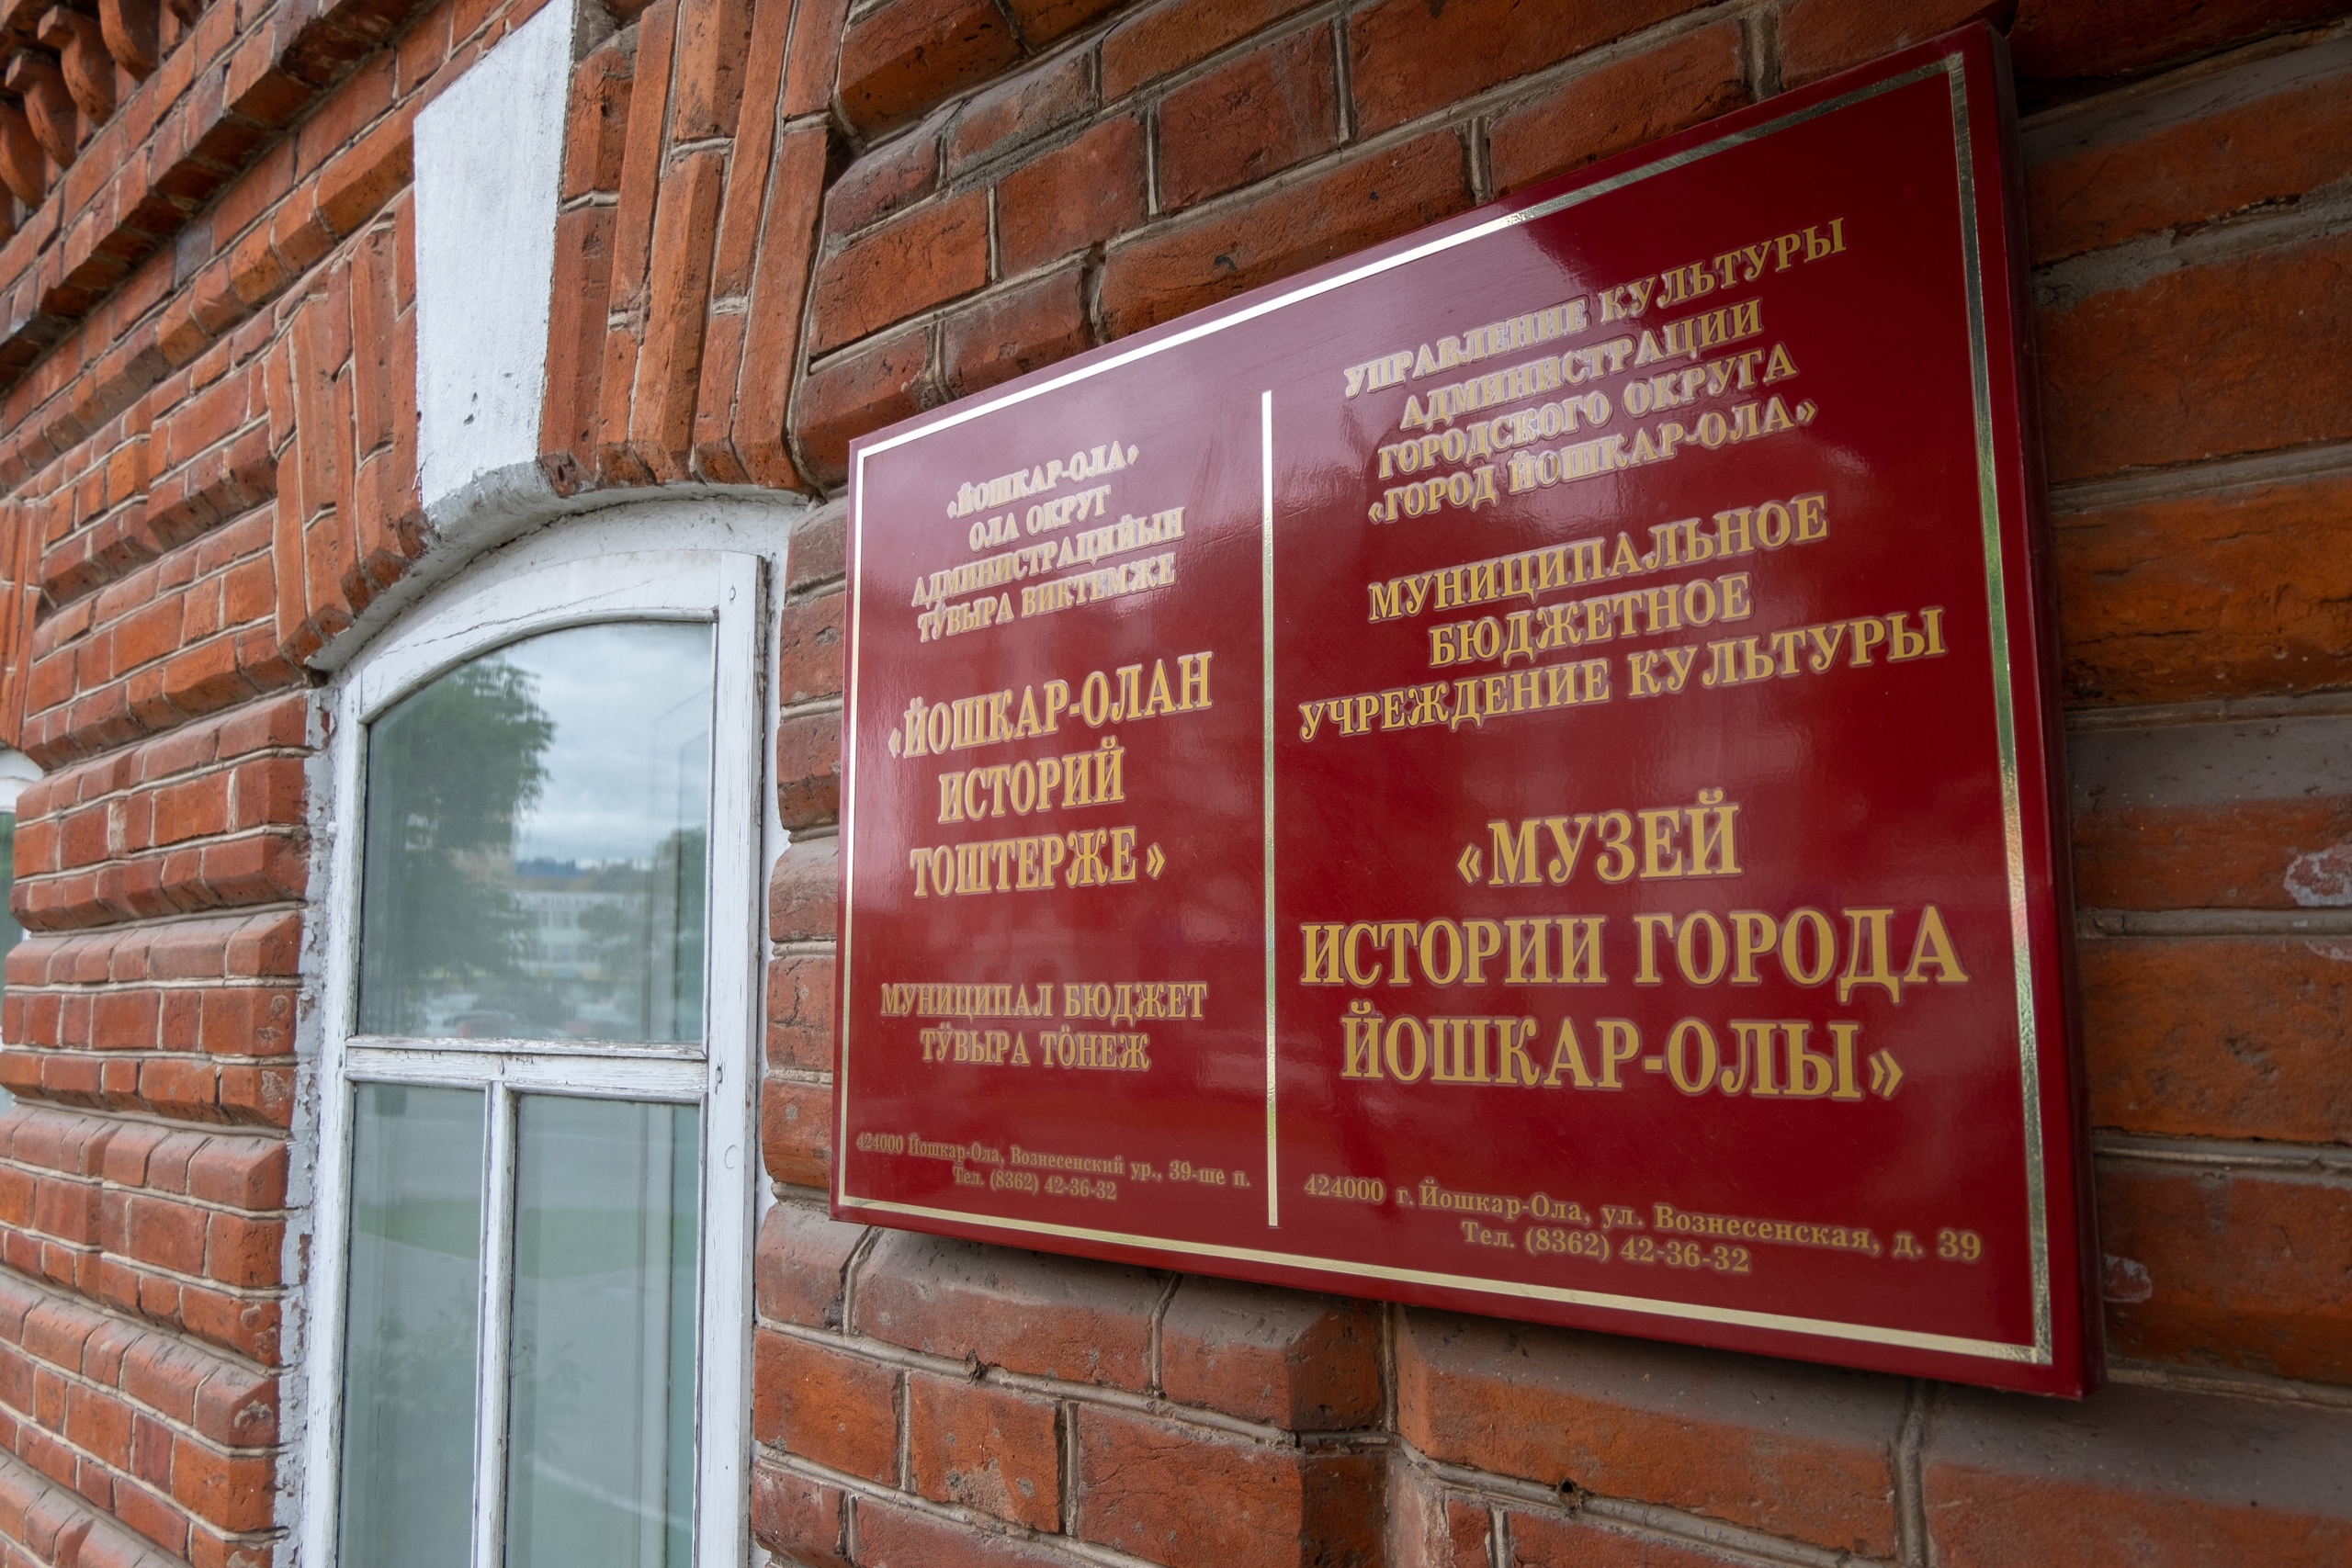 «ЙОШКАР-ОЛА»
ОЛА ОКРУГ
АДМИНИСТРАЦИЙЫН
ТӰВЫРА ВИКТЕМЖЕ
«ЙОШКАР-ОЛАН
ИСТОРИЙ
ТОШТЕРЖЕ»
МУНИЦИПАЛ БЮДЖЕТ
ТӰВЫРА ТӦНЕЖ
424000 Йошкар-Ола, Вознесенский ур., 39-ше п.
Тел. (8362) 42-36-32
УПРАВЛЕНИЕ КУЛЬТУРЫ
АДМИНИСТРАЦИИ
ГОРОДСКОГО ОКРУГА
«ГОРОД ЙОШКАР-ОЛА»
МУНИЦИПАЛЬНОЕ
БЮДЖЕТНОЕ
УЧРЕЖДЕНИЕ КУЛЬТУРЫ
«МУЗЕЙ
ИСТОРИИ ГОРОДА
ЙОШКАР-ОЛЫ»
424000 г. Йошкар-Ола, ул. Вознесенская, д. 39
Тел. (8362) 42-36-32